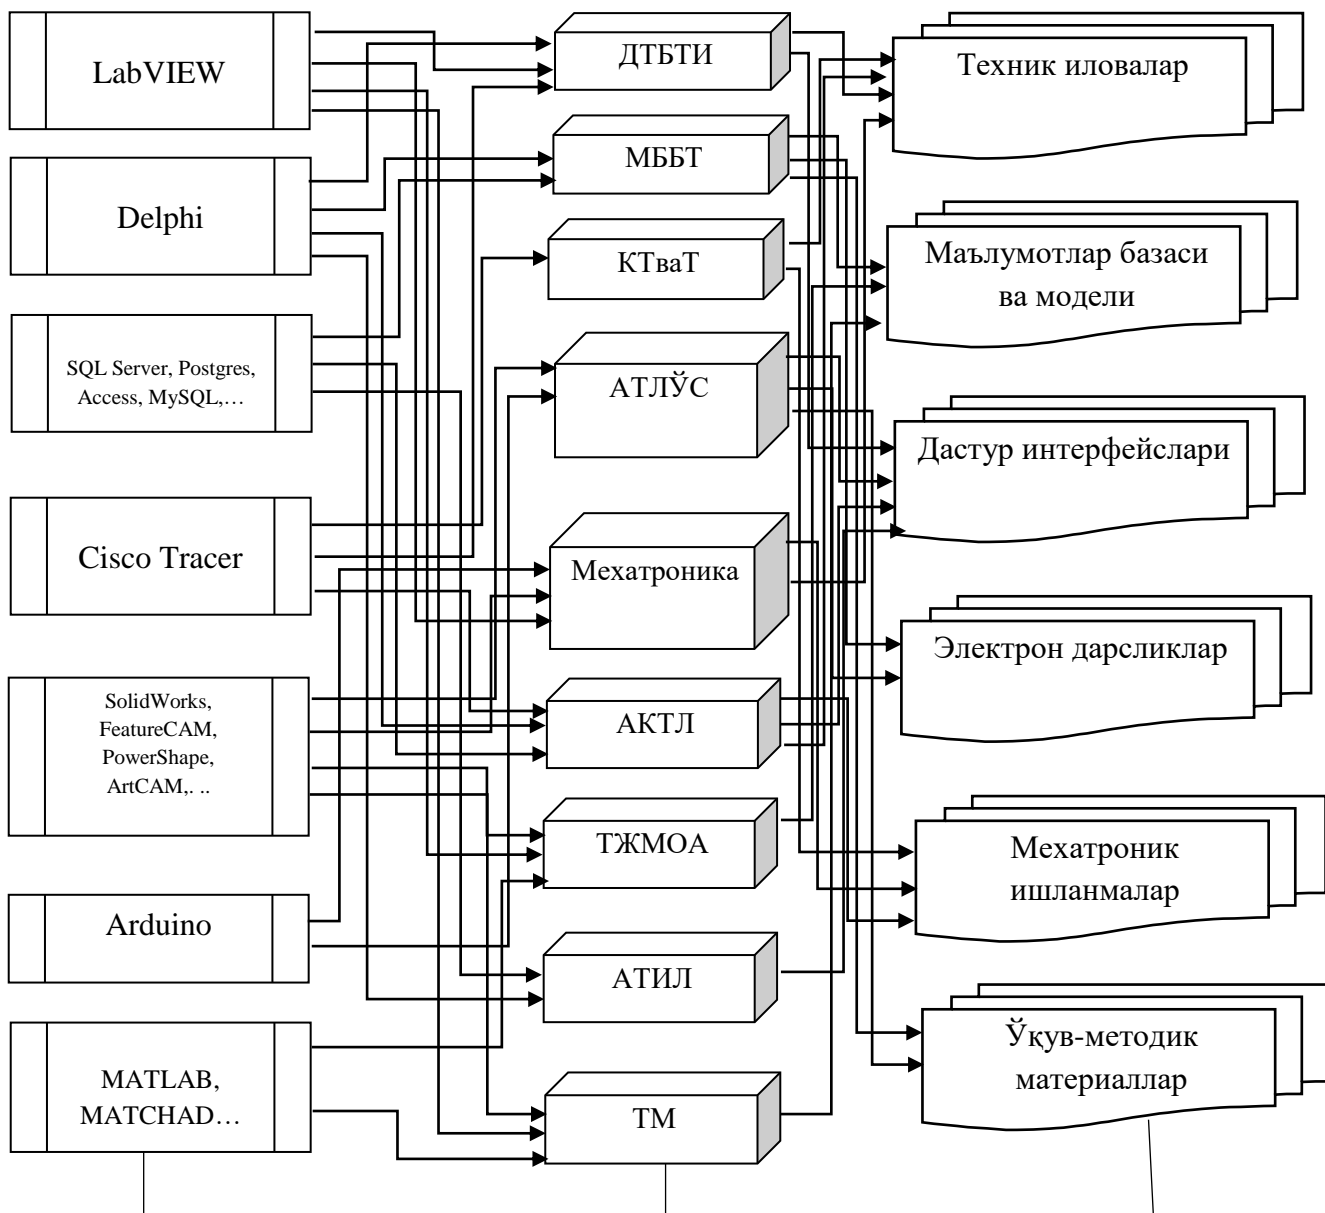 LabVIEW
Delphi
SQL Server, Postgres,
Access, MySQL,…
Cisco Tracer
SolidWorks,
FeatureCAM,
PowerShape,
ArtCAM,. ..
Arduino
MATLAB,
MATCHAD…
ДТБТИ
МББТ
КТваТ
АТЛЎС
Мехатроника
АКТЛ
ТЖМОА
АТИЛ
ТМ
Техник иловалар
Маълумотлар базаси
ва модели
Дастур интерфейслари
Электрон дарсликлар
Мехатроник
ишланмалар
Ўқув-методик
материаллар